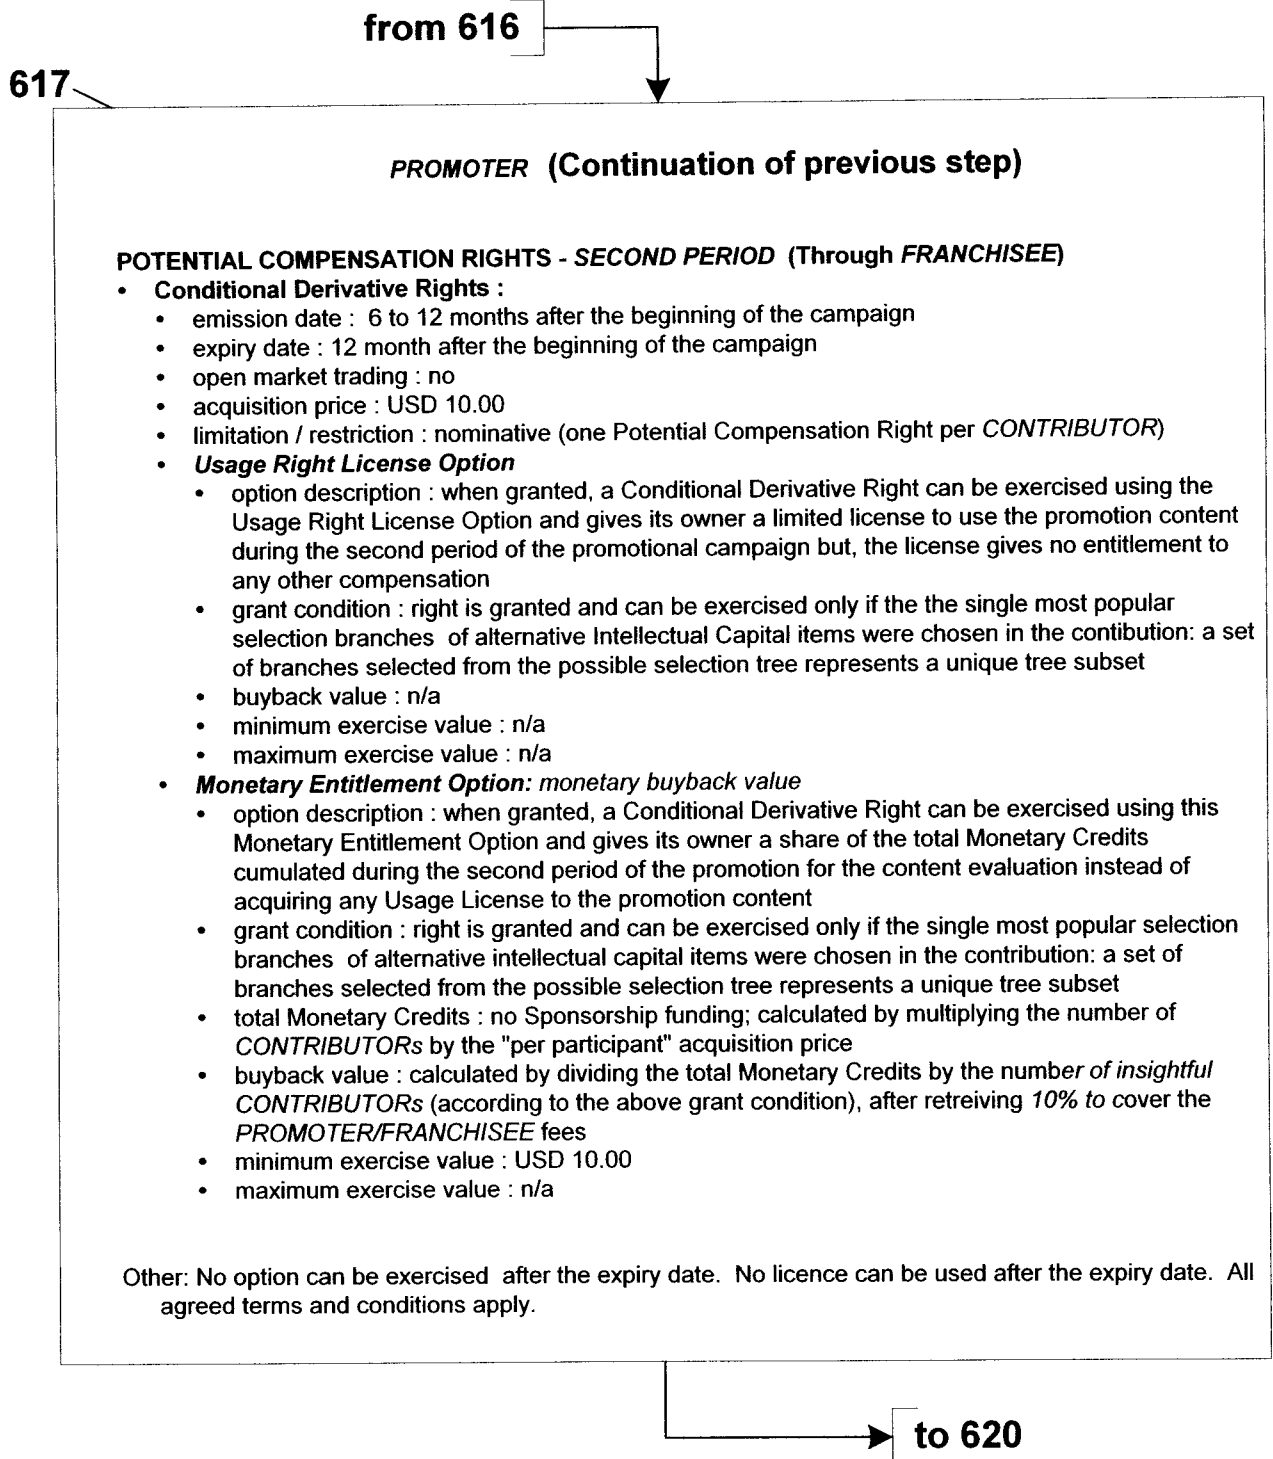 from 616
617
PROMOTER (Continuation of previous step)
POTENTIAL COMPENSATION RIGHTS - SECOND PERIOD (Through FRANCHISEE)
• Conditional Derivative Rights :
• emission date : 6 to 12 months after the beginning of the campaign
• expiry date : 12 month after the beginning of the campaign
• open market trading : no
• acquisition price : USD 10.00
• limitation / restriction : nominative (one Potential Compensation Right per CONTRIBUTOR)
• Usage Right License Option
• option description : when granted, a Conditional Derivative Right can be exercised using the
Usage Right License Option and gives its owner a limited license to use the promotion content
during the second period of the promotional campaign but, the license gives no entitlement to
any other compensation
• grant condition : right is granted and can be exercised only if the the single most popular
selection branches of alternative Intellectual Capital items were chosen in the contibution: a set
of branches selected from the possible selection tree represents a unique tree subset
• buyback value : n/a
• minimum exercise value : n/a
• maximum exercise value : n/a
• Monetary Entitlement Option: monetary buyback value
• option description : when granted, a Conditional Derivative Right can be exercised using this
Monetary Entitlement Option and gives its owner a share of the total Monetary Credits
cumulated during the second period of the promotion for the content evaluation instead of
acquiring any Usage License to the promotion content
• grant condition : right is granted and can be exercised only if the single most popular selection
branches of alternative intellectual capital items were chosen in the contribution: a set of
branches selected from the possible selection tree represents a unique tree subset
• total Monetary Credits : no Sponsorship funding; calculated by multiplying the number of
CONTRIBUTORs by the "per participant" acquisition price
• buyback value : calculated by dividing the total Monetary Credits by the number of insightful
CONTRIBUTORs (according to the above grant condition), after retreiving 10% to cover the
PROMOTER/FRANCHISEE fees
• minimum exercise value : USD 10.00
• maximum exercise value : n/a
Other: No option can be exercised after the expiry date. No licence can be used after the expiry date. All
agreed terms and conditions apply.
to 620